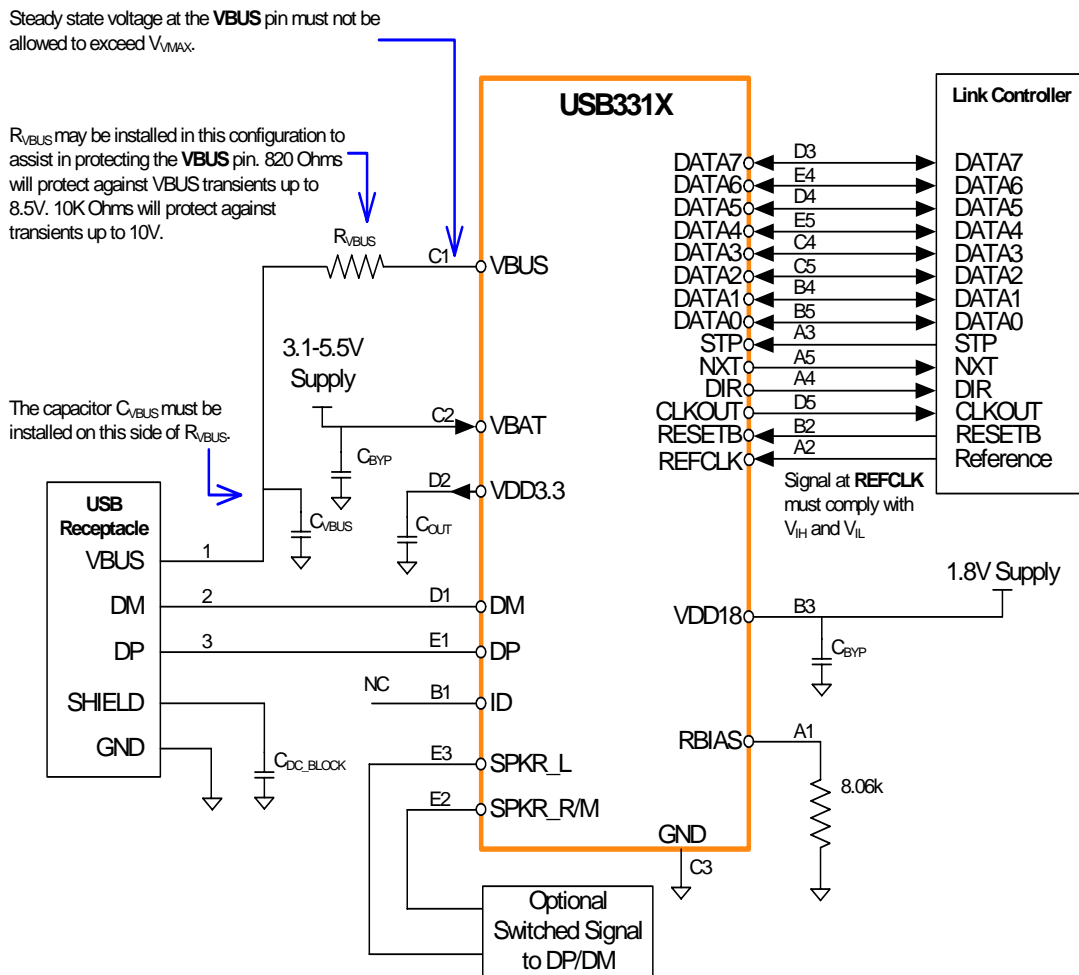 Steady state voltage at the VBUS pin must not be
allowed to exceed VVMAX.
RVBUS may be installed in this configuration to
assist in protecting the VBUS pin. 820 Ohms
will protect against VBUS transients up to
8.5V. 10K Ohms will protect against
transients up to 10V.
RVBUS
C1
VBUS
3.1-5.5V
Supply
The capacitor CVBUS must be
installed on this side of RVBUS.
C2
VBAT
CBYP
D2
VDD3.3
CVBUS
COUT
USB
Receptacle
VBUS
1
DM
2
D1
DM
DP
3
E1
DP
SHIELD
NC
B1
ID
GND
CDC_BLOCK
E3
SPKR_L
E2
SPKR_R/M
USB331X
Link Controller
DATA7
D3
DATA7
DATA6
E4
DATA6
DATA5
D4
DATA5
DATA4
E5
DATA4
DATA3
C4
DATA3
DATA2
C5
DATA2
DATA1
B4
DATA1
DATA0
B5
DATA0
STP
A3
STP
NXT
A5
NXT
DIR
A4
DIR
CLKOUT
D5
CLKOUT
RESETB
B2
RESETB
REFCLK
A2
Reference
Signal at REFCLK
must comply with
VIH and VIL
1.8V Supply
VDD18
B3
CBYP
RBIAS
A1
8.06k
GND
C3
Optional
Switched Signal
to DP/DM